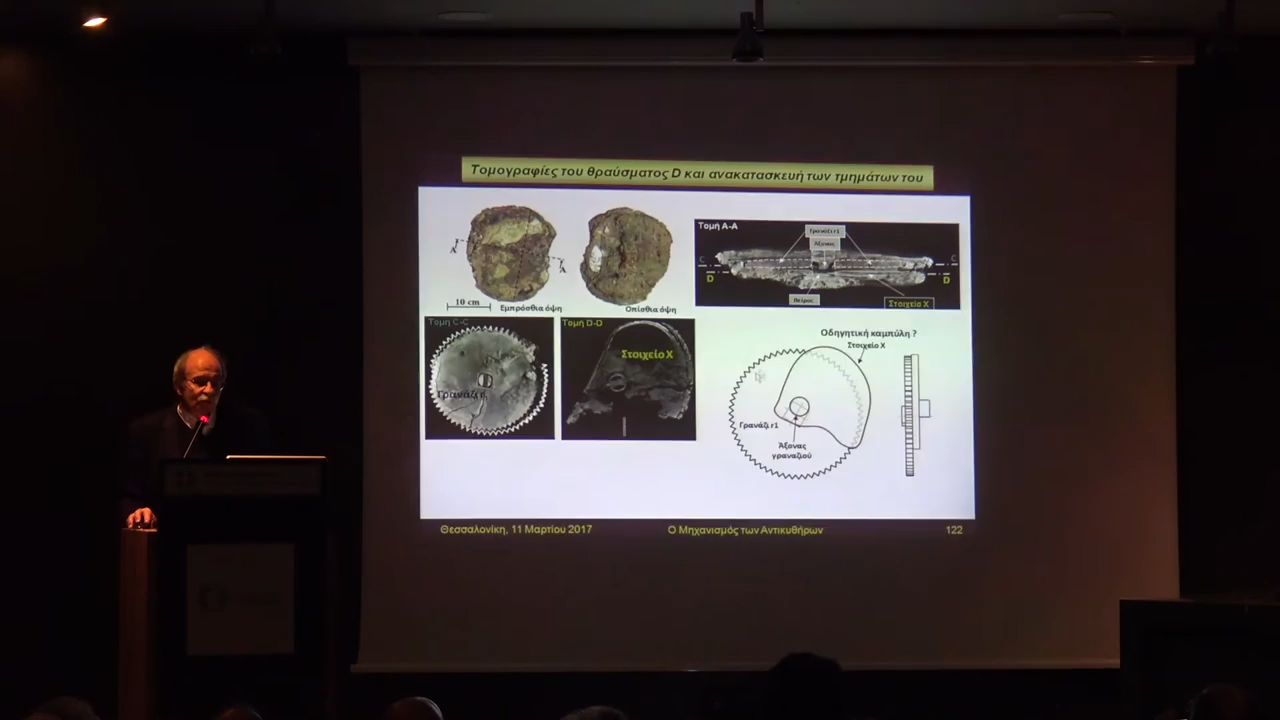 Τομογραφίες του θραύσματος D και ανακατασκευή των τμημάτων του
A
A
10 cm
Εμπρόσθια όψη
Οπίσθια όψη
Τομή A-A
Γρανάζι r1
Άξονας
C
C
D
D
Πείρος
Στοιχείο X
Τομή C-C
Γρανάζι r1
Τομή D-D
Στοιχείο X
Οδηγητική καμπύλη ?
Στοιχείο X
Γρανάζι r1
Άξονας
γραναζιού
Θεσσαλονίκη, 11 Μαρτίου 2017
Ο Μηχανισμός των Αντικυθήρων
122